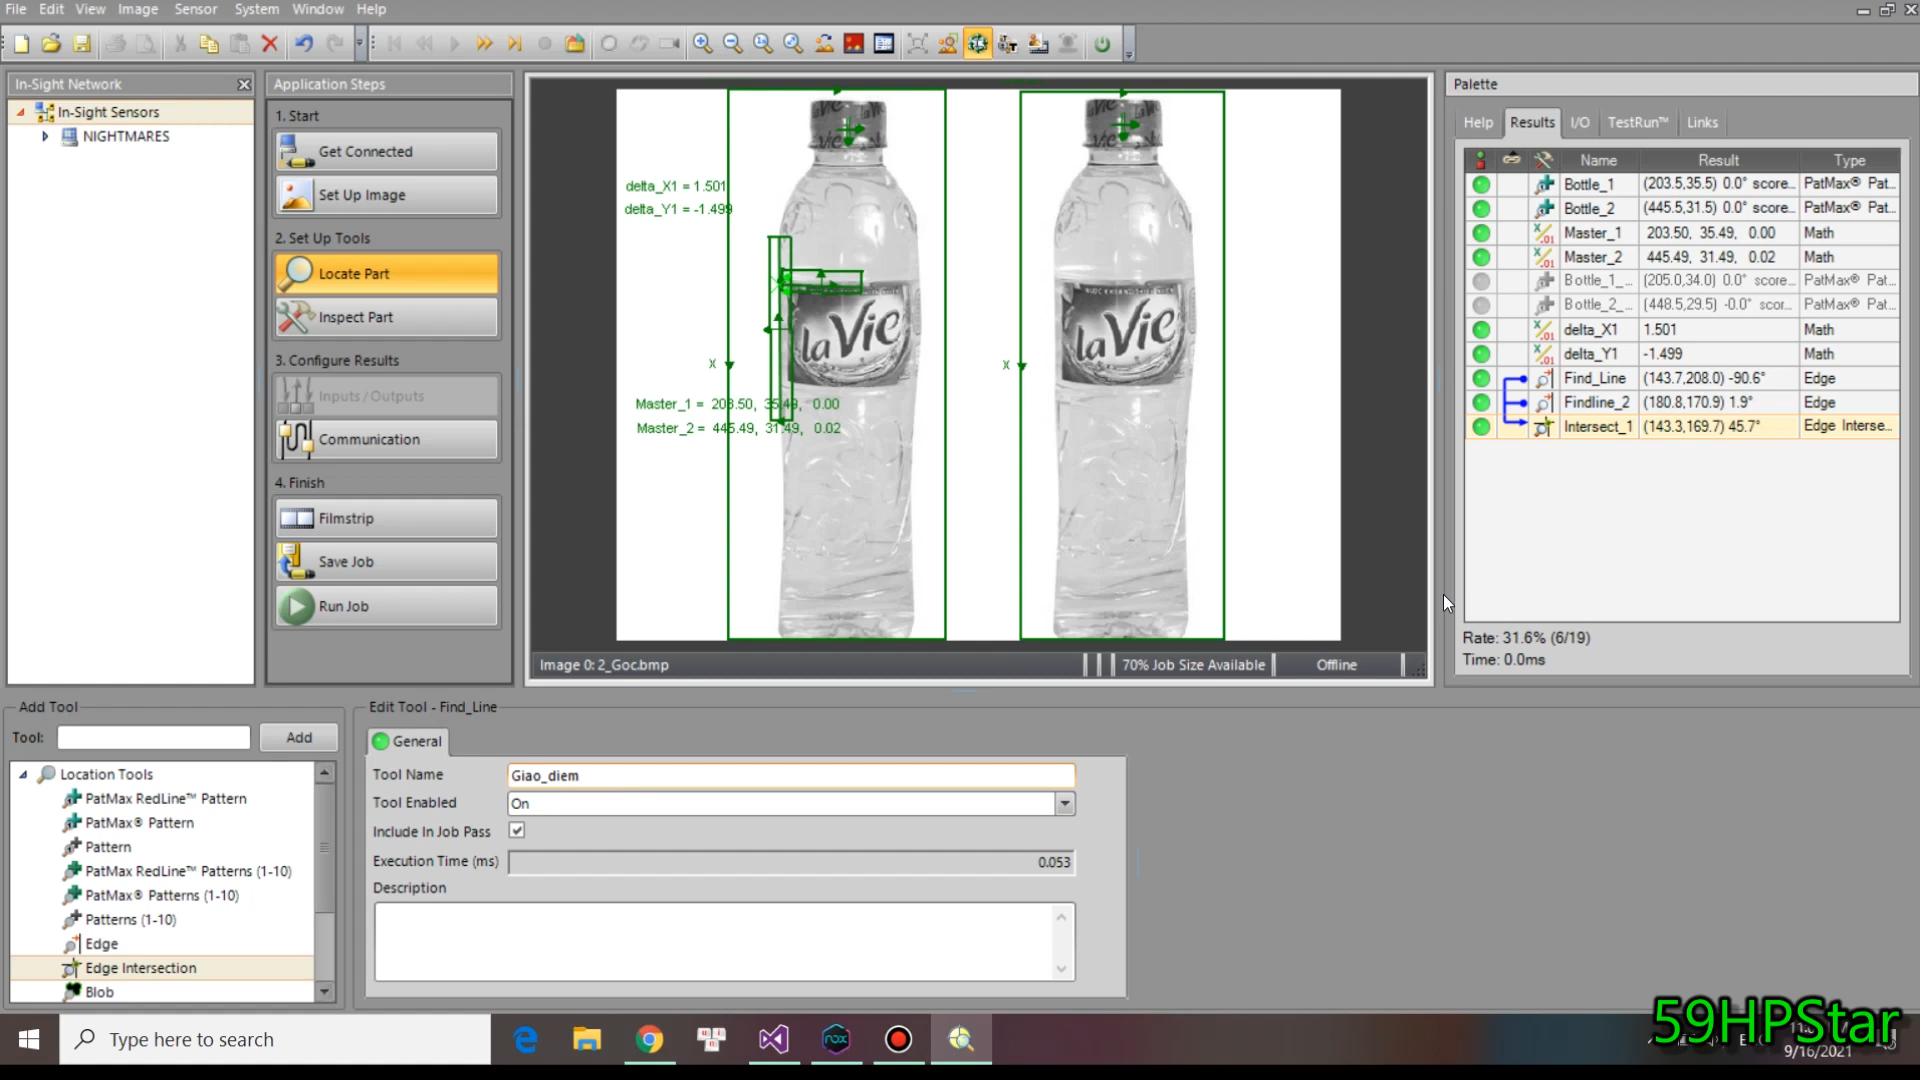 File Edit View Image Sensor System Window Help
In-Sight Network
In-Sight Sensors
NIGHTMARES
Application Steps
1. Start
Get Connected
Set Up Image
2. Set Up Tools
Locate Part
Inspect Part
3. Configure Results
Inputs / Outputs
Communication
4. Finish
Filmstrip
Save Job
Run Job
delta_X1 = 1.501
delta_Y1 = -1.499
X
X
Master_1 = 203.50, 35.49, 0.00
Master_2 = 445.49, 31.49, 0.02
Vic
Vic
laVie
laVie
Image 0: 2_Goc.bmp
70% Job Size Available
Offline
Palette
Help Results I/O TestRun™ Links
Name Result Type
Bottle_1 (203.5,35.5) 0.0° score... PatMax® Pat...
Bottle_2 (445.5,31.5) 0.0° score... PatMax® Pat...
Master_1 203.50, 35.49, 0.00 Math
Master_2 445.49, 31.49, 0.02 Math
Bottle_1_... (205.0,34.0) 0.0° score... PatMax® Pat...
Bottle_2_... (448.5,29.5) -0.0° scor... PatMax® Pat...
delta_X1 1.501 Math
delta_Y1 -1.499 Math
Find_Line (143.7,208.0) -90.6° Edge
Findline_2 (180.8,170.9) 1.9° Edge
Intersect_1 (143.3,169.7) 45.7° Edge Interse...
Rate: 31.6% (6/19)
Time: 0.0ms
Add Tool
Tool:
Add
Location Tools
PatMax RedLine™ Pattern
PatMax® Pattern
Pattern
PatMax RedLine™ Patterns (1-10)
PatMax® Patterns (1-10)
Patterns (1-10)
Edge
Edge Intersection
Blob
Edit Tool - Find_Line
General
Tool Name Giao_diem
Tool Enabled On
Include In Job Pass
Execution Time (ms) 0.053
Description
Type here to search
nox
59HPStar
9/16/2021